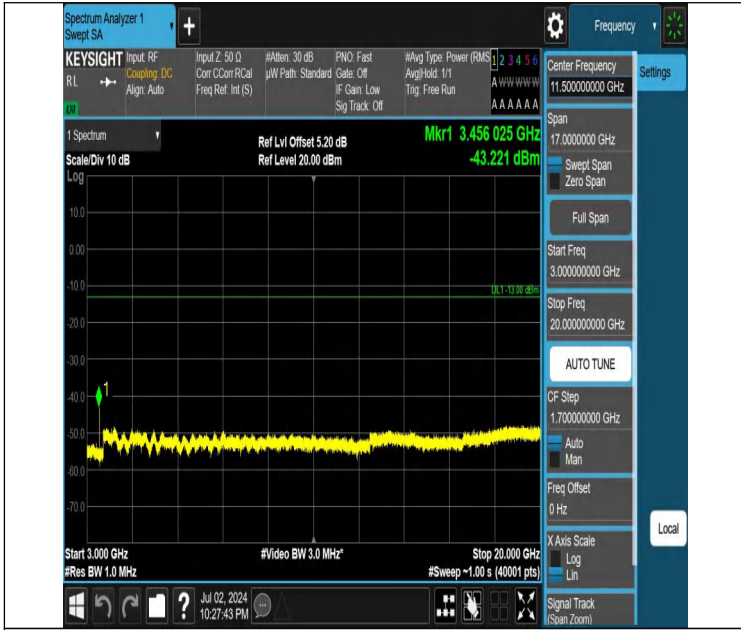 Spectrum Analyzer 1
Swept SA
+
Frequency
KEYSIGHT
RL
Input: RF
Coupling: DC
Align: Auto
Input Z: 50 Ω
Corr CCorr RCal
Freq Ref: Int (S)
#Atten: 30 dB
µW Path: Standard
PNO: Fast
Gate: Off
IF Gain: Low
Sig Track: Off
#Avg Type: Power (RMS
Avg|Hold: 1/1
Trig: Free Run
1 2 3 4 5 6
A W W W W W
A A A A A A
1 Spectrum
Scale/Div 10 dB
Log
Ref Lvl Offset 5.20 dB
Ref Level 20.00 dBm
Mkr1 3.456 025 GHz
-43.221 dBm
10.0
0.00
-10.0
DL1 -13.00 dBm
-20.0
-30.0
-40.0
1
-50.0
-60.0
-70.0
Start 3.000 GHz
#Res BW 1.0 MHz
#Video BW 3.0 MHz*
Stop 20.000 GHz
#Sweep ~1.00 s (40001 pts)
Center Frequency
11.500000000 GHz
Settings
Span
17.0000000 GHz
Swept Span
Zero Span
Full Span
Start Freq
3.000000000 GHz
Stop Freq
20.000000000 GHz
AUTO TUNE
CF Step
1.700000000 GHz
Auto
Man
Freq Offset
0 Hz
X Axis Scale
Log
Lin
Local
Signal Track
(Span Zoom)
?
Jul 02, 2024
10:27:43 PM